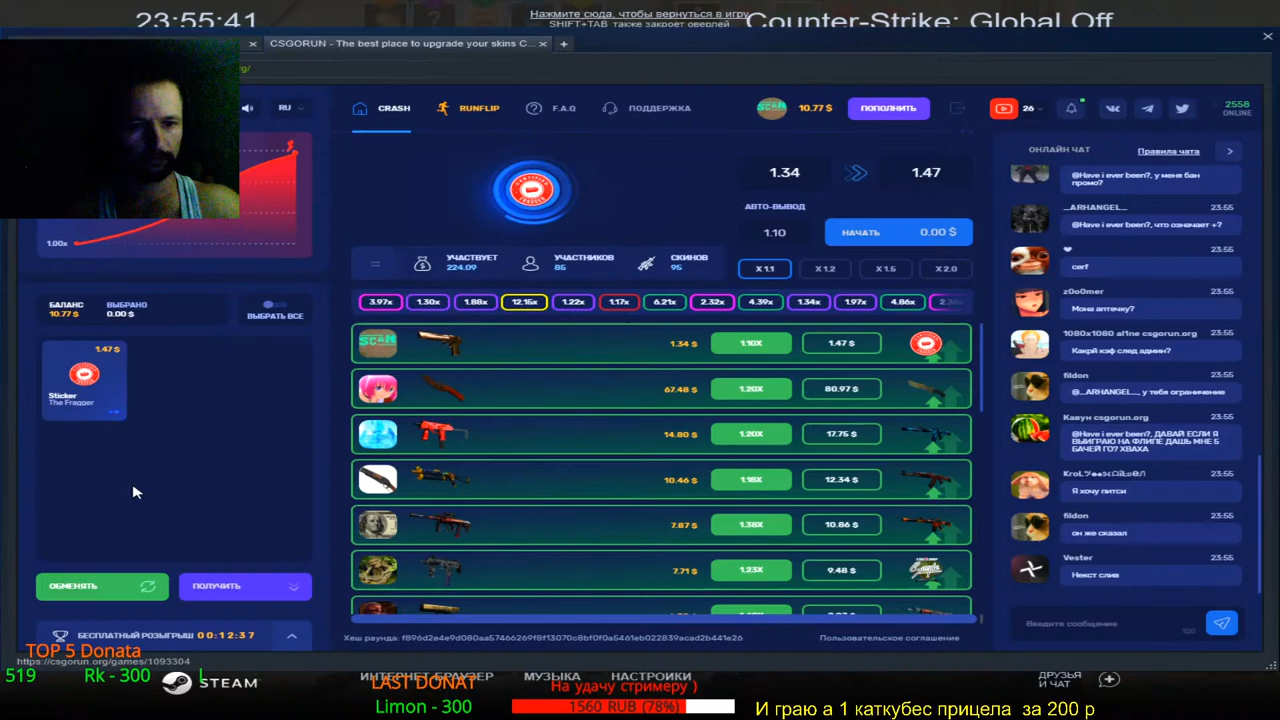 23:55:41
Нажмите сюда, чтобы вернуться в игру
SHIFT+TAB также закроет оверлей
Counter-Strike: Global Off
CSGORUN - The best place to upgrade your skins C...
RU
CRASH
RUNFLIP
F.A.Q
ПОДДЕРЖКА
SCAM
10.77 $
ПОПОЛНИТЬ
26
2558
ONLINE
1.00x
1.34
1.47
АВТО-ВЫВОД
1.10
НАЧАТЬ 0.00 $
УЧАСТВУЕТ
224.09
УЧАСТНИКОВ
85
СКИНОВ
95
X 1.1
X 1.2
X 1.5
X 2.0
3.97x 1.30x 1.88x 12.15x 1.22x 1.17x 6.21x 2.32x 4.39x 1.34x 1.97x 4.86x
БАЛАНС
10.77 $
ВЫБРАНО
0.00 $
ВЫБРАТЬ ВСЕ
1.47 $
Sticker
The Fragger
SCAM 1.34 $ 1.10X 1.47 $
67.48 $ 1.20X 80.97 $
14.80 $ 1.20X 17.75 $
10.46 $ 1.18X 12.34 $
7.87 $ 1.38X 10.86 $
7.71 $ 1.23X 9.48 $
ОБМЕНЯТЬ
ПОЛУЧИТЬ
БЕСПЛАТНЫЙ РОЗЫГРЫШ 00:12:37
Хеш раунда: f896d2e4e9d080aa57466269f8f13070c8bf0f0a5461eb022839acad2b441e26
Пользовательское соглашение
ОНЛАЙН ЧАТ
Правила чата
@Have i ever been?, у меня бан
промо?
_ARHANGEL_ 23:55
@Have i ever been?, что означает +?
❤ 23:55
сerf
z0o0mer 23:55
Мона аптечку?
1080x1080 al1ne csgorun.org 23:55
Какрй кэф след админ?
fildon 23:55
@_ARHANGEL_, у тебя ограничение
Кавун csgorun.org 23:55
@Have i ever been?, ДАВАЙ ЕСЛИ Я
ВЫИГРАЮ НА ФЛИПЕ ДАШЬ МНЕ 5
БАЧЕЙ ГО? ХВАХА
23:55
Я хочу питси
fildon 23:55
он же сказал
Vester 23:55
Некст слив
Введите сообщение
100
https://csgorun.org/games/1093304
TOP 5 Donata
519 Rk - 300 L
STEAM
ИНТЕРНЕТ-БРАУЗЕР
МУЗЫКА
НАСТРОЙКИ
LAST DONAT
Limon - 300
На удачу стримеру )
1560 RUB (78%)
ДРУЗЬЯ
И ЧАТ
И граю а 1 каткубес прицела за 200 р